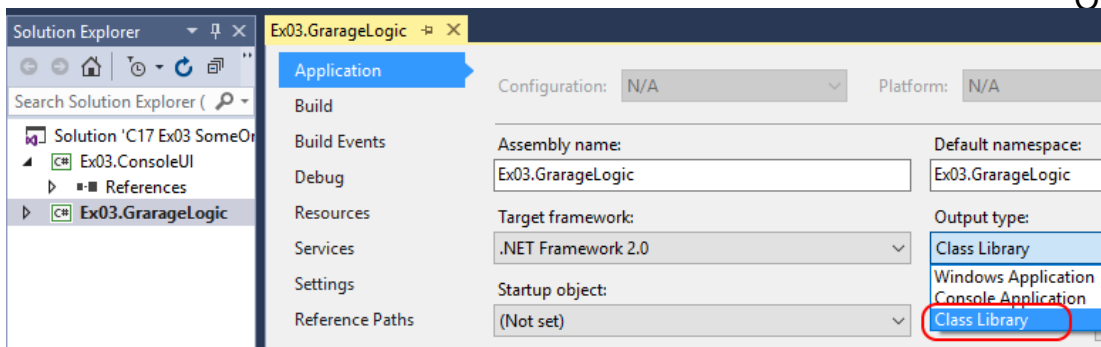 Solution Explorer
Ex03.GrarageLogic
Search Solution Explorer (
Solution 'C17 Ex03 SomeOr
C# Ex03.ConsoleUI
References
C# Ex03.GrarageLogic
Application
Build
Build Events
Debug
Resources
Services
Settings
Reference Paths
Configuration: N/A Platform: N/A
Assembly name: Default namespace:
Ex03.GrarageLogic Ex03.GrarageLogic
Target framework: Output type:
.NET Framework 2.0 Class Library
Windows Application
Console Application
Class Library
Startup object:
(Not set)